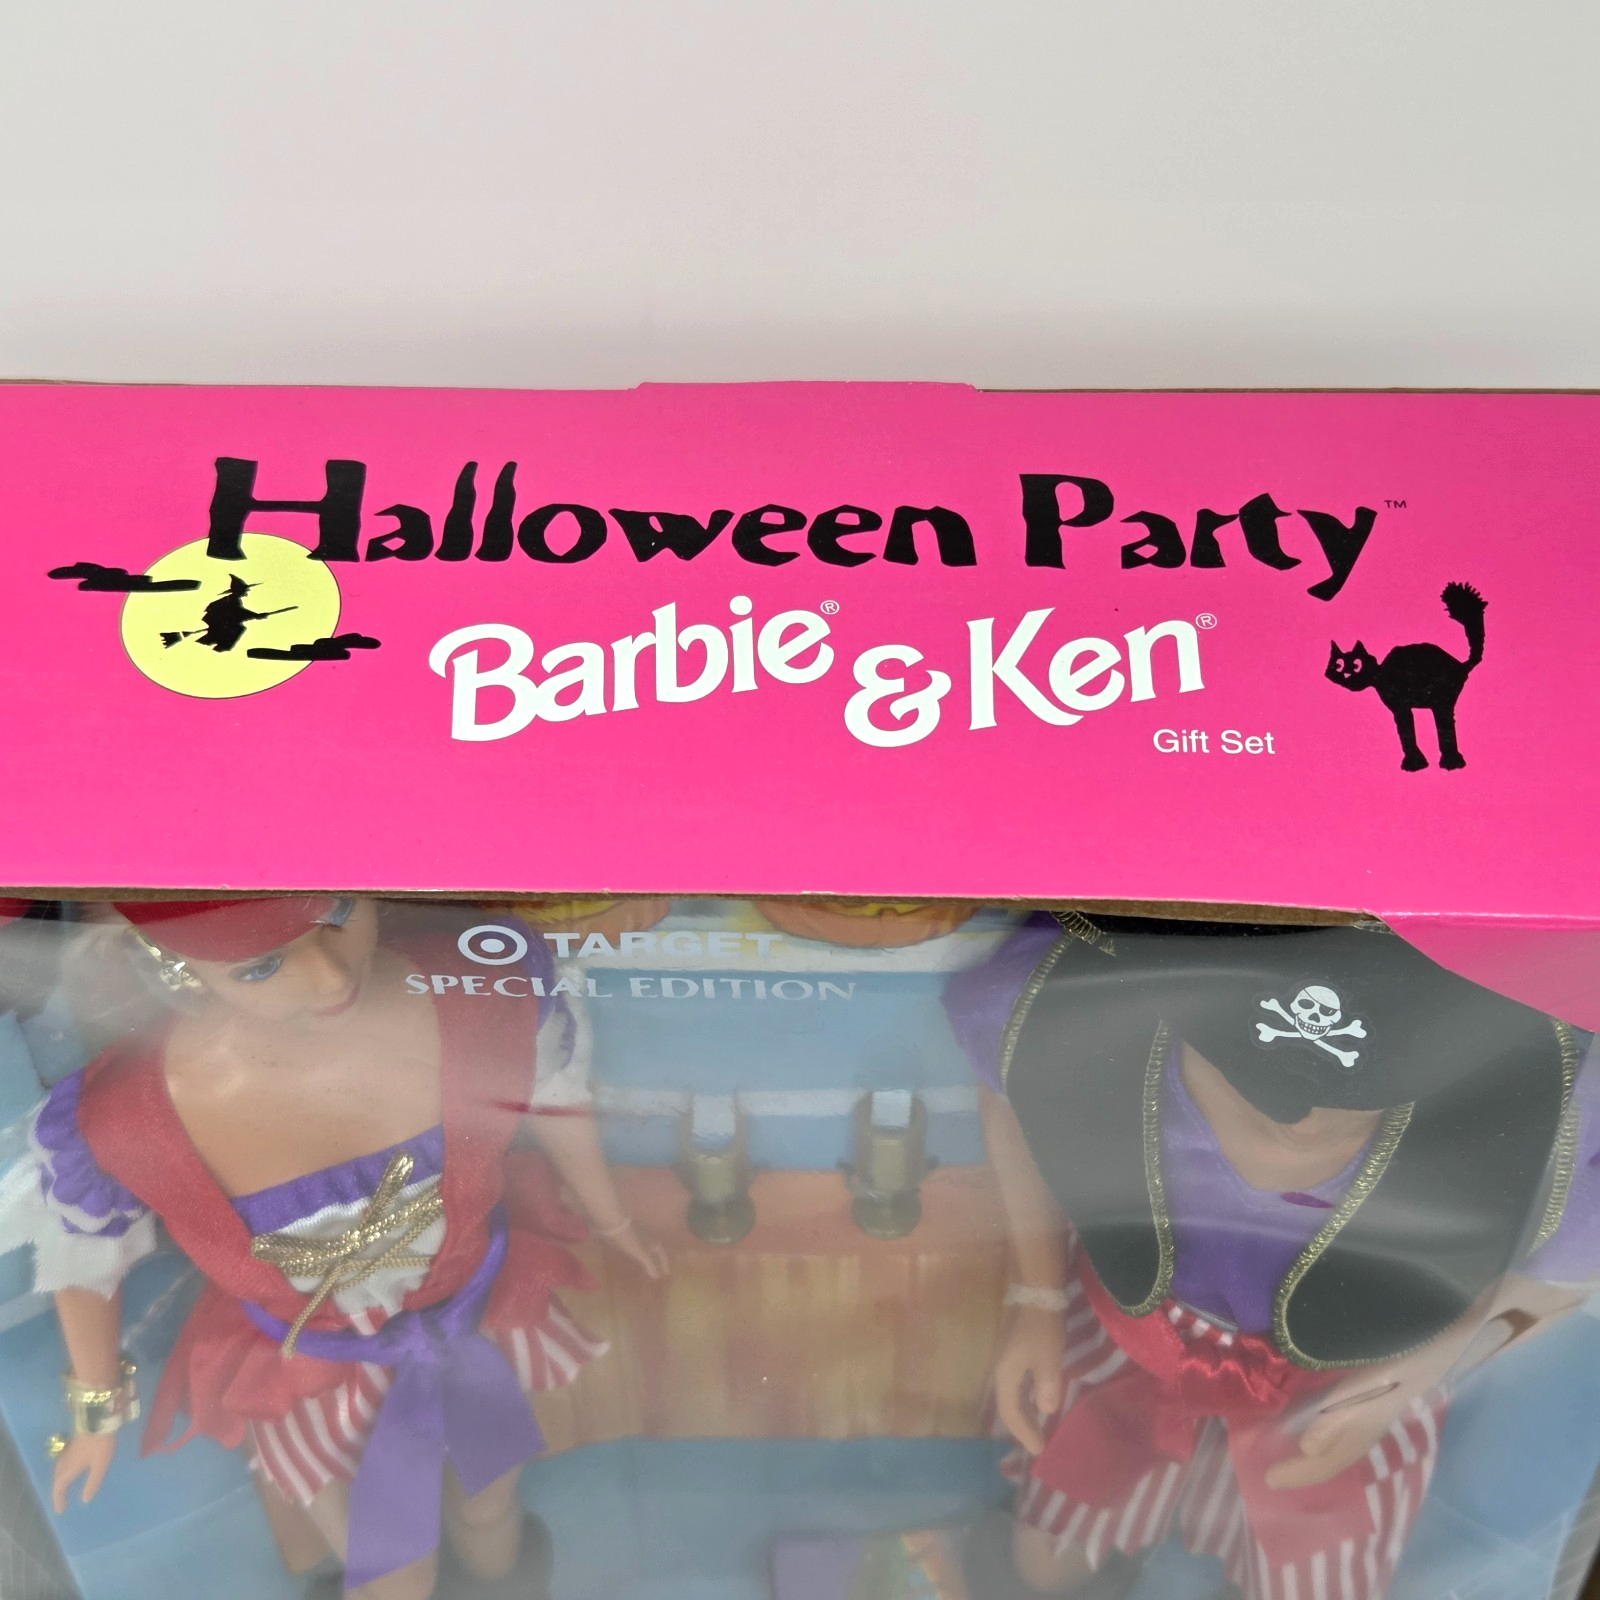 Halloween Party™
Barbie® & Ken®
Gift Set
TARGET
SPECIAL EDITION